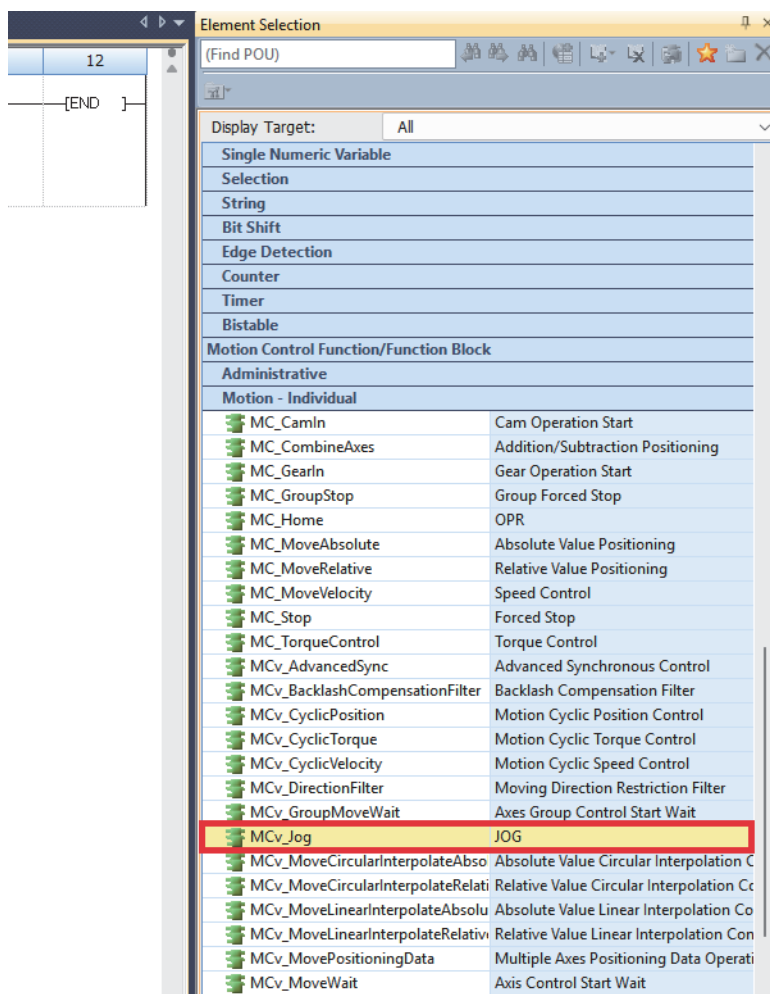 Element Selection
12
(Find POU)
[END ]
Display Target: All
Single Numeric Variable
Selection
String
Bit Shift
Edge Detection
Counter
Timer
Bistable
Motion Control Function/Function Block
Administrative
Motion - Individual
MC_CamIn Cam Operation Start
MC_CombineAxes Addition/Subtraction Positioning
MC_GearIn Gear Operation Start
MC_GroupStop Group Forced Stop
MC_Home OPR
MC_MoveAbsolute Absolute Value Positioning
MC_MoveRelative Relative Value Positioning
MC_MoveVelocity Speed Control
MC_Stop Forced Stop
MC_TorqueControl Torque Control
MCv_AdvancedSync Advanced Synchronous Control
MCv_BacklashCompensationFilter Backlash Compensation Filter
MCv_CyclicPosition Motion Cyclic Position Control
MCv_CyclicTorque Motion Cyclic Torque Control
MCv_CyclicVelocity Motion Cyclic Speed Control
MCv_DirectionFilter Moving Direction Restriction Filter
MCv_GroupMoveWait Axes Group Control Start Wait
MCv_Jog JOG
MCv_MoveCircularInterpolateAbso Absolute Value Circular Interpolation C
MCv_MoveCircularInterpolateRelati Relative Value Circular Interpolation Co
MCv_MoveLinearInterpolateAbsolu Absolute Value Linear Interpolation Co
MCv_MoveLinearInterpolateRelativ Relative Value Linear Interpolation Con
MCv_MovePositioningData Multiple Axes Positioning Data Operati
MCv_MoveWait Axis Control Start Wait